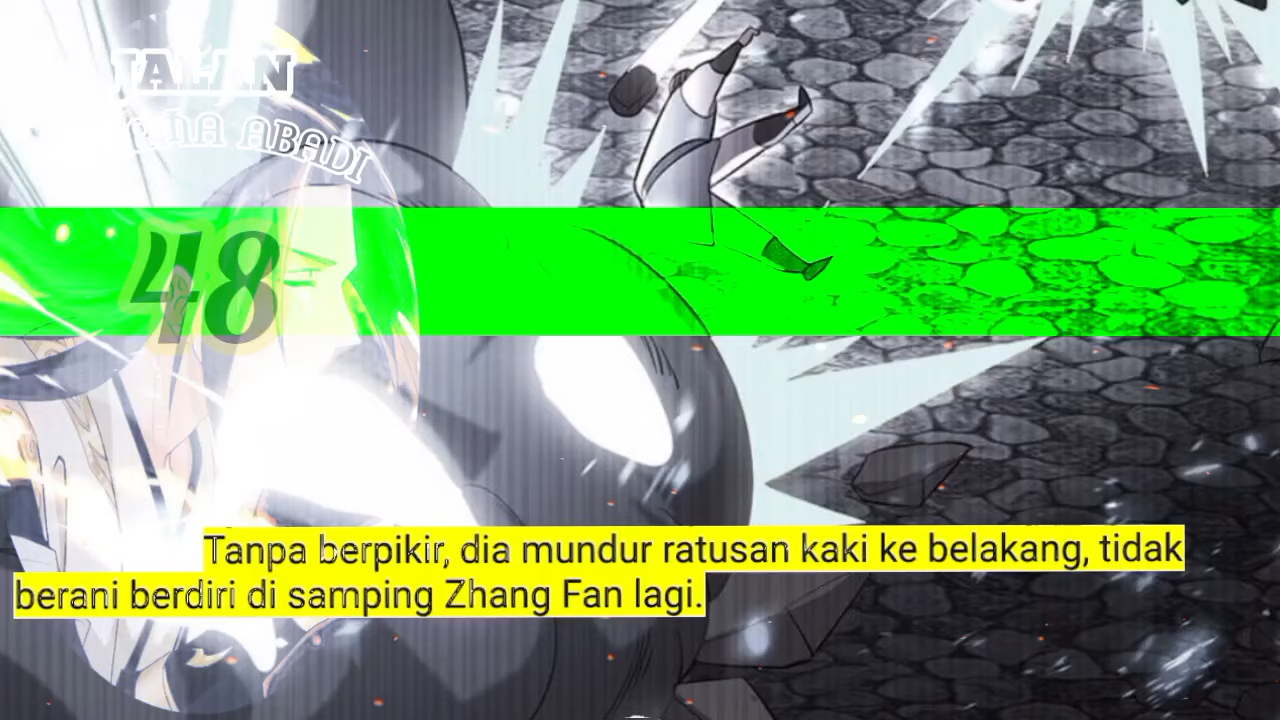 JALAN
ABADI
48
Tanpa berpikir, dia mundur ratusan kaki ke belakang, tidak
berani berdiri di samping Zhang Fan lagi.